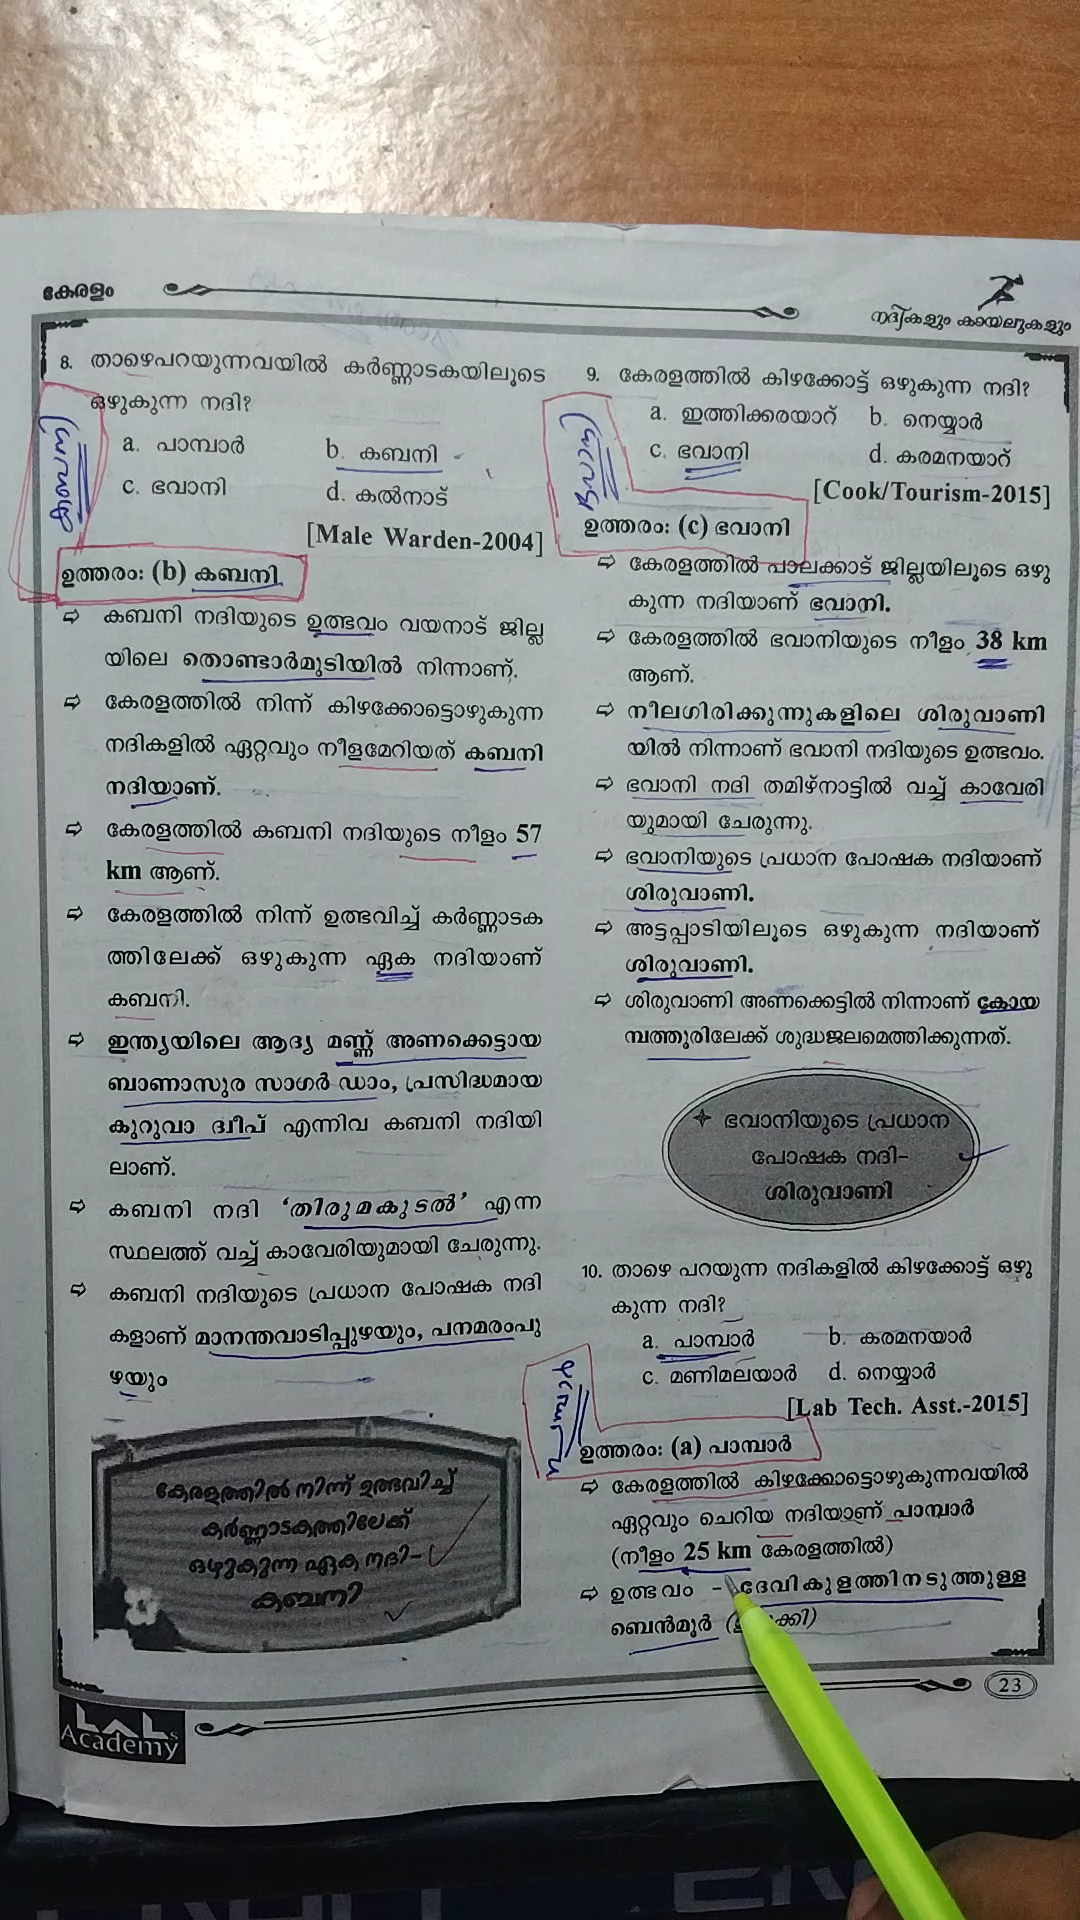 കേരളം
നദികളും കായലുകളും
8. താഴെപറയുന്നവയിൽ കർണ്ണാടകയിലൂടെ
ഒഴുകുന്ന നദി?
a. പാമ്പാർ b. കബനി
c. ഭവാനി d. കൽനാട്
[Male Warden-2004]
കബനി
ഉത്തരം: (b) കബനി
⇨ കബനി നദിയുടെ ഉത്ഭവം വയനാട് ജില്ല
യിലെ തൊണ്ടാർമുടിയിൽ നിന്നാണ്.
⇨ കേരളത്തിൽ നിന്ന് കിഴക്കോട്ടൊഴുകുന്ന
നദികളിൽ ഏറ്റവും നീളമേറിയത് കബനി
നദിയാണ്.
⇨ കേരളത്തിൽ കബനി നദിയുടെ നീളം 57
km ആണ്.
⇨ കേരളത്തിൽ നിന്ന് ഉത്ഭവിച്ച് കർണ്ണാടക
ത്തിലേക്ക് ഒഴുകുന്ന ഏക നദിയാണ്
കബനി.
⇨ ഇന്ത്യയിലെ ആദ്യ മണ്ണ് അണക്കെട്ടായ
ബാണാസുര സാഗർ ഡാം, പ്രസിദ്ധമായ
കുറുവാ ദ്വീപ് എന്നിവ കബനി നദിയി
ലാണ്.
⇨ കബനി നദി ‘തിരുമകുടൽ’ എന്ന
സ്ഥലത്ത് വച്ച് കാവേരിയുമായി ചേരുന്നു.
⇨ കബനി നദിയുടെ പ്രധാന പോഷക നദി
കളാണ് മാനന്തവാടിപ്പുഴയും, പനമരംപു
ഴയും
കേരളത്തിൽ നിന്ന് ഉത്ഭവിച്ച്
കർണ്ണാടകത്തിലേക്ക്
ഒഴുകുന്ന ഏക നദി-
കബനി
9. കേരളത്തിൽ കിഴക്കോട്ട് ഒഴുകുന്ന നദി?
a. ഇത്തിക്കരയാറ് b. നെയ്യാർ
c. ഭവാനി d. കരമനയാറ്
[Cook/Tourism-2015]
ഭവാനി
ഉത്തരം: (c) ഭവാനി
⇨ കേരളത്തിൽ പാലക്കാട് ജില്ലയിലൂടെ ഒഴു
കുന്ന നദിയാണ് ഭവാനി.
⇨ കേരളത്തിൽ ഭവാനിയുടെ നീളം 38 km
ആണ്.
⇨ നീലഗിരിക്കുന്നുകളിലെ ശിരുവാണി
യിൽ നിന്നാണ് ഭവാനി നദിയുടെ ഉത്ഭവം.
⇨ ഭവാനി നദി തമിഴ്നാട്ടിൽ വച്ച് കാവേരി
യുമായി ചേരുന്നു.
⇨ ഭവാനിയുടെ പ്രധാന പോഷക നദിയാണ്
ശിരുവാണി.
⇨ അട്ടപ്പാടിയിലൂടെ ഒഴുകുന്ന നദിയാണ്
ശിരുവാണി.
⇨ ശിരുവാണി അണക്കെട്ടിൽ നിന്നാണ് കോയ
മ്പത്തൂരിലേക്ക് ശുദ്ധജലമെത്തിക്കുന്നത്.
✦ ഭവാനിയുടെ പ്രധാന
പോഷക നദി-
ശിരുവാണി
10. താഴെ പറയുന്ന നദികളിൽ കിഴക്കോട്ട് ഒഴു
കുന്ന നദി?
a. പാമ്പാർ b. കരമനയാർ
c. മണിമലയാർ d. നെയ്യാർ
[Lab Tech. Asst.-2015]
ഉത്തരം: (a) പാമ്പാർ
⇨ കേരളത്തിൽ കിഴക്കോട്ടൊഴുകുന്നവയിൽ
ഏറ്റവും ചെറിയ നദിയാണ് പാമ്പാർ
(നീളം 25 km കേരളത്തിൽ)
⇨ ഉത്ഭവം - ദേവികുളത്തിനടുത്തുള്ള
ബെൻമൂർ
23
LAL's
Academy